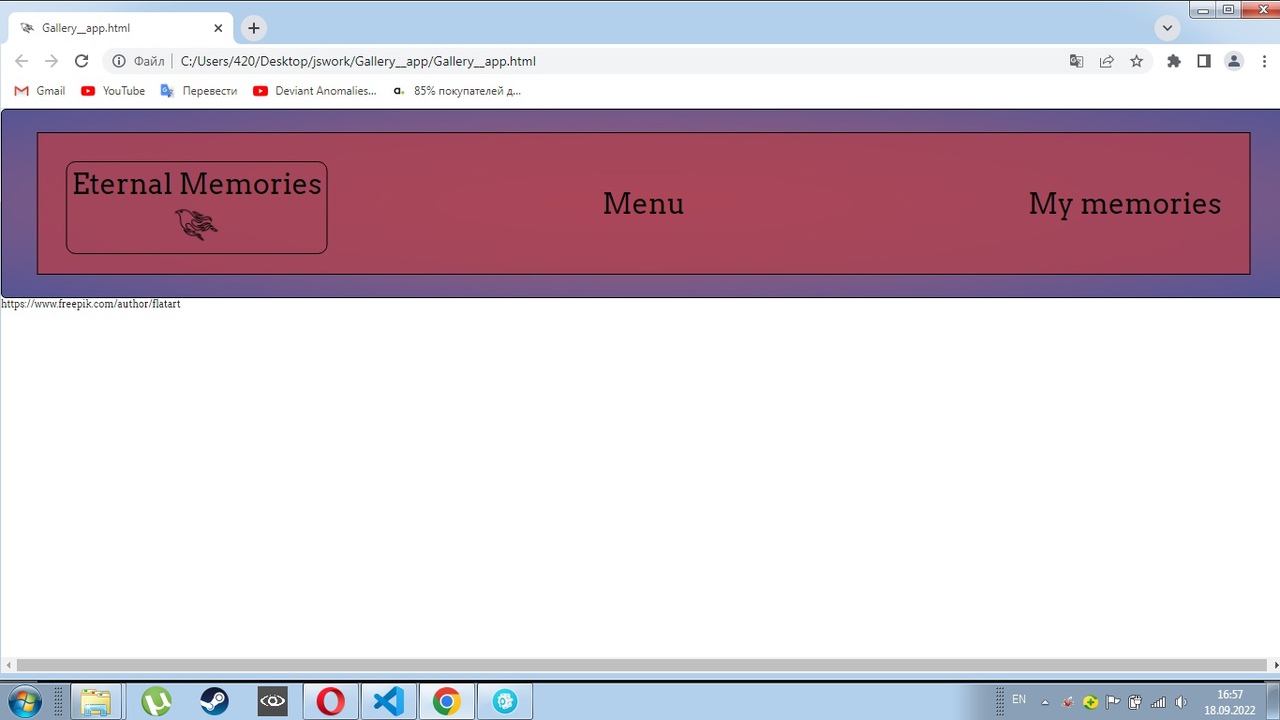 Gallery__app.html
Файл
C:/Users/420/Desktop/jswork/Gallery__app/Gallery__app.html
Gmail YouTube Перевести Deviant Anomalies... 85% покупателей д...
Eternal Memories
Menu
My memories
https://www.freepik.com/author/flatart
EN
16:57
18.09.2022